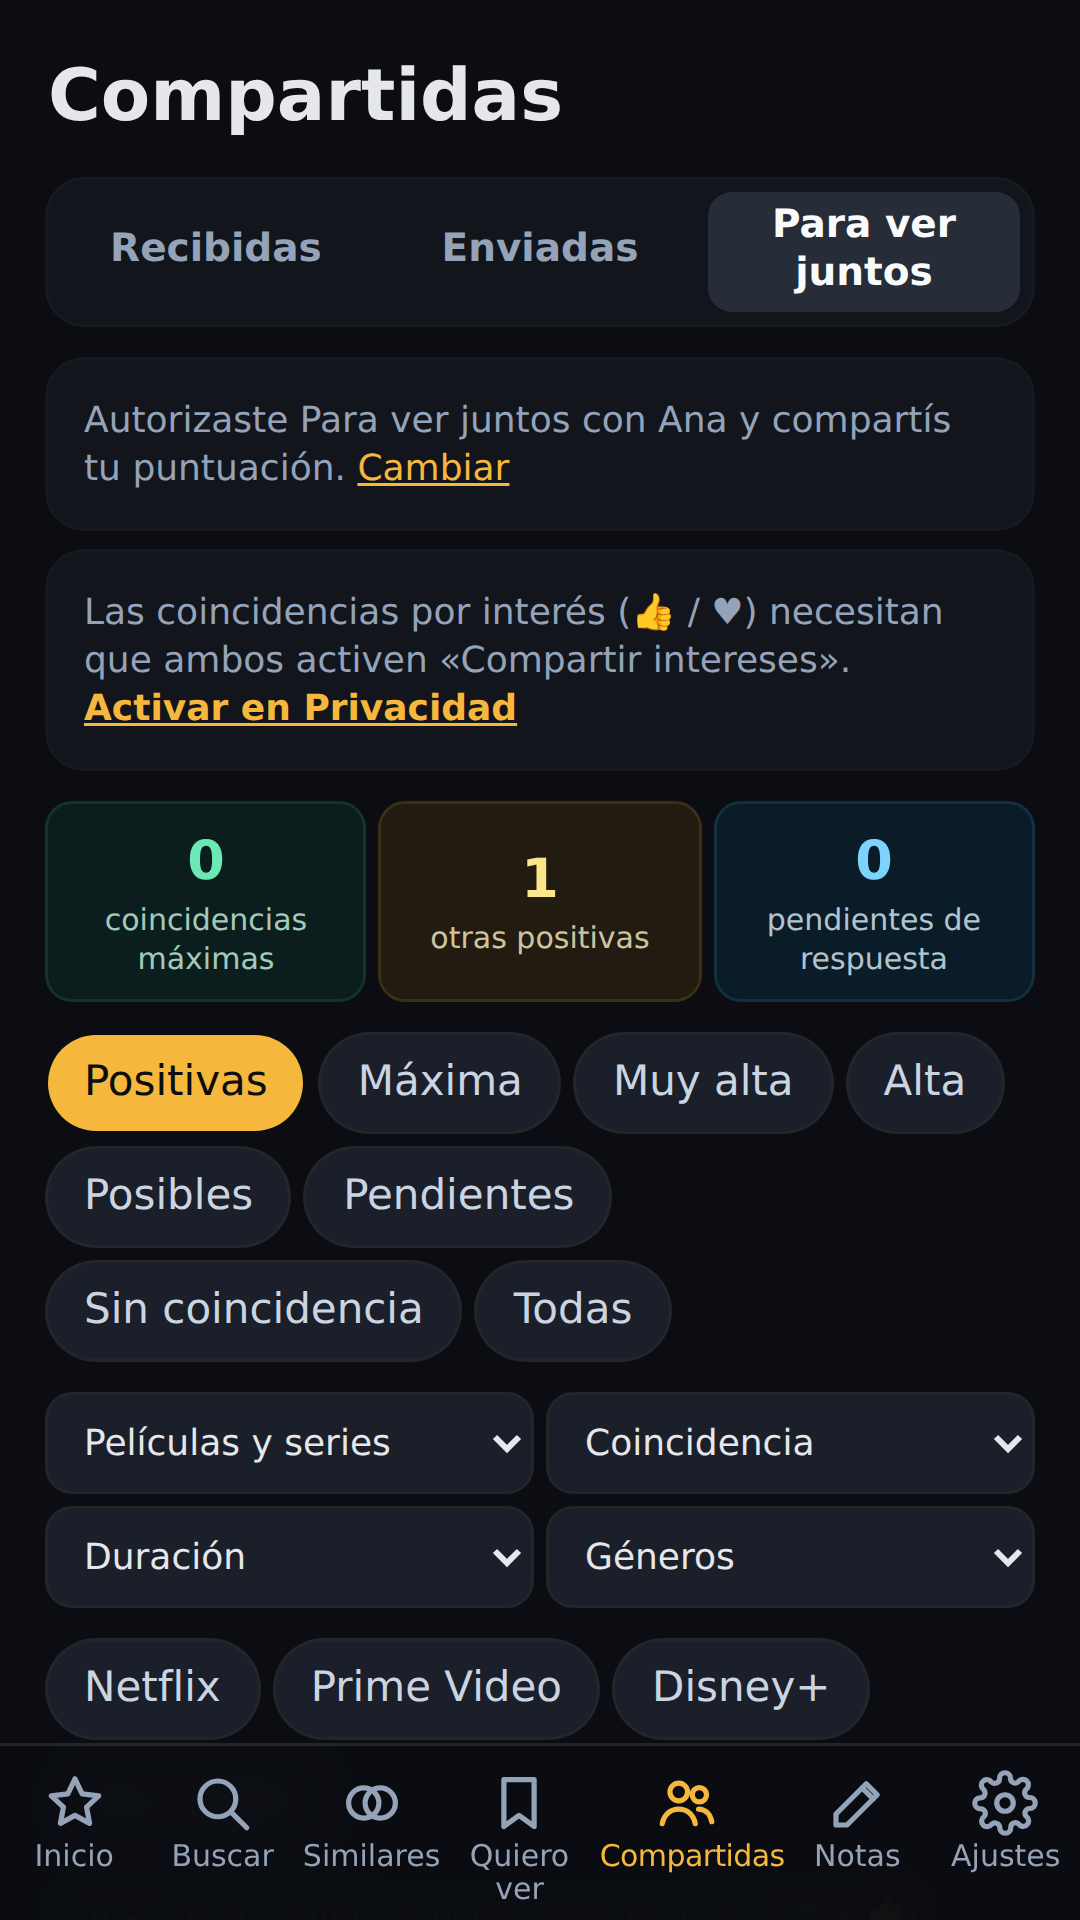 Compartidas
Recibidas
Enviadas
Para ver
juntos
Autorizaste Para ver juntos con Ana y compartís
tu puntuación. Cambiar
Las coincidencias por interés (👍 / ♥) necesitan
que ambos activen «Compartir intereses».
Activar en Privacidad
0
coincidencias
máximas
1
otras positivas
0
pendientes de
respuesta
Positivas
Máxima
Muy alta
Alta
Posibles
Pendientes
Sin coincidencia
Todas
Películas y series
Coincidencia
Duración
Géneros
Netflix
Prime Video
Disney+
Inicio
Buscar
Similares
Quiero
ver
Compartidas
Notas
Ajustes